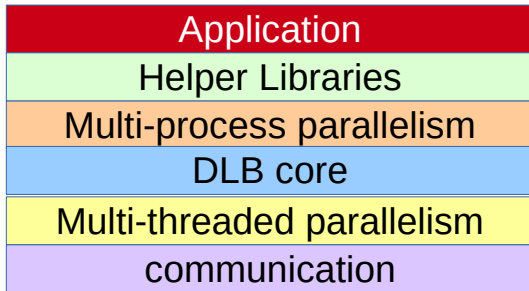 Application
Helper Libraries
Multi-process parallelism
DLB core
Multi-threaded parallelism
communication